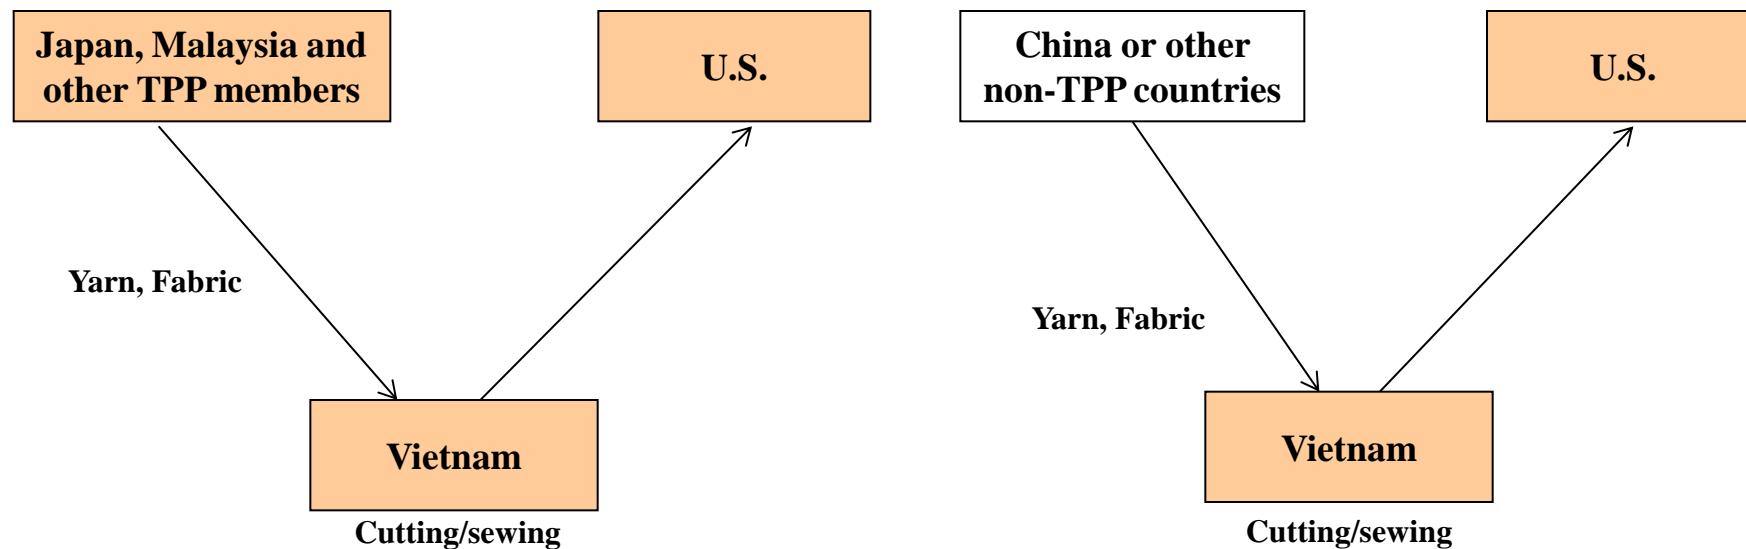 Japan, Malaysia and
other TPP members
U.S.
Yarn, Fabric
Vietnam
Cutting/sewing
China or other
non-TPP countries
U.S.
Yarn, Fabric
Vietnam
Cutting/sewing